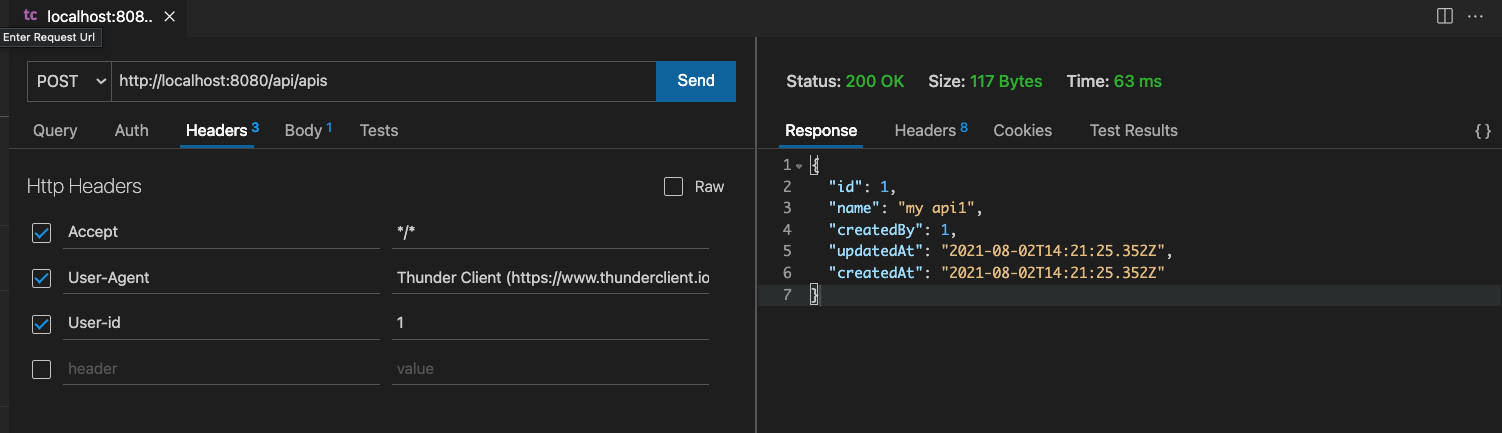 tc localhost:808..
Enter Request Url
POST http://localhost:8080/api/apis Send
Query Auth Headers 3 Body 1 Tests
Http Headers Raw
Accept */*
User-Agent Thunder Client (https://www.thunderclient.io
User-id 1
header value
Status: 200 OK Size: 117 Bytes Time: 63 ms
Response Headers 8 Cookies Test Results {}
1 {
2 "id": 1,
3 "name": "my api1",
4 "createdBy": 1,
5 "updatedAt": "2021-08-02T14:21:25.352Z",
6 "createdAt": "2021-08-02T14:21:25.352Z"
7 }